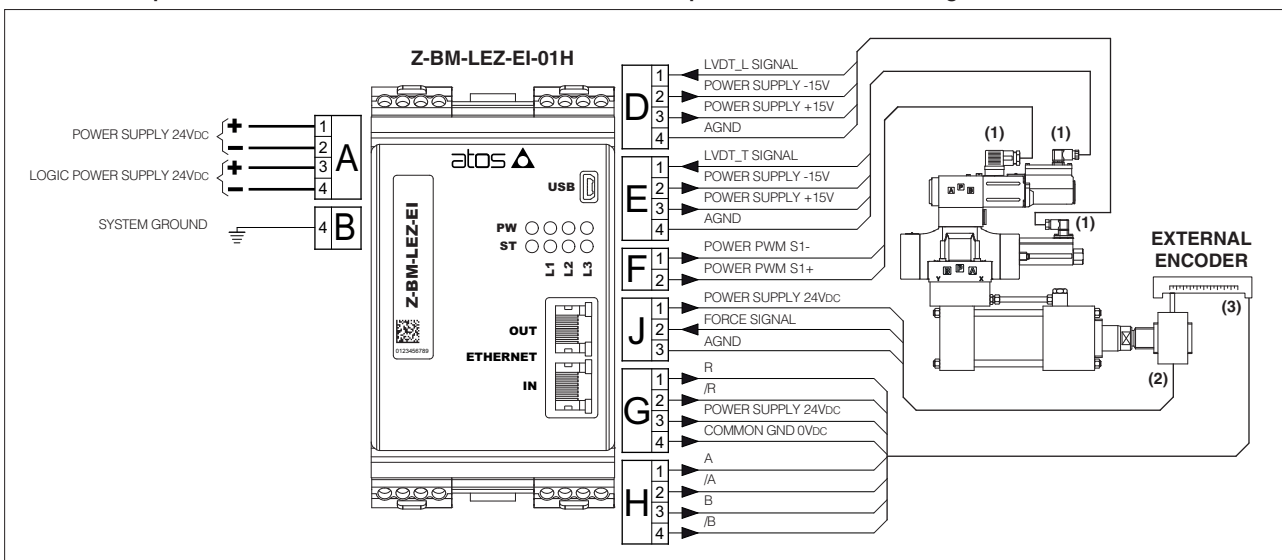 Z-BM-LEZ-EI-01H
POWER SUPPLY 24VDC
+
-
LOGIC POWER SUPPLY 24VDC
+
-
SYSTEM GROUND
1
2
3
4
A
4
B
atos
USB
PW
ST
L1
L2
L3
Z-BM-LEZ-EI
0123456789
OUT
ETHERNET
IN
D
1 LVDT_L SIGNAL
2 POWER SUPPLY -15V
3 POWER SUPPLY +15V
4 AGND
E
1 LVDT_T SIGNAL
2 POWER SUPPLY -15V
3 POWER SUPPLY +15V
4 AGND
F
1 POWER PWM S1-
2 POWER PWM S1+
J
1 POWER SUPPLY 24VDC
2 FORCE SIGNAL
3 AGND
G
1 R
2 /R
3 POWER SUPPLY 24VDC
4 COMMON GND 0VDC
H
1 A
2 /A
3 B
4 /B
(1)
(1)
(1)
A P B
B P A
Y X
EXTERNAL
ENCODER
(3)
(2)